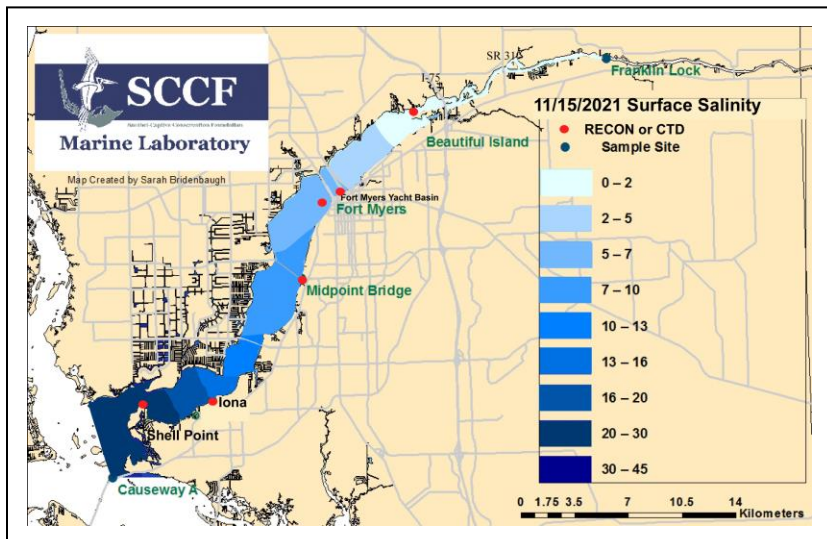 SCCF
Sanibel-Captiva Conservation Foundation
Marine Laboratory
Map Created by Sarah Bridenbaugh
SR 31
I-75
Franklin Lock
Beautiful Island
Fort Myers Yacht Basin
Fort Myers
Midpoint Bridge
Iona
Shell Point
Causeway A
11/15/2021 Surface Salinity
RECON or CTD
Sample Site
0 – 2
2 – 5
5 – 7
7 – 10
10 – 13
13 – 16
16 – 20
20 – 30
30 – 45
0 1.75 3.5 7 10.5 14
Kilometers